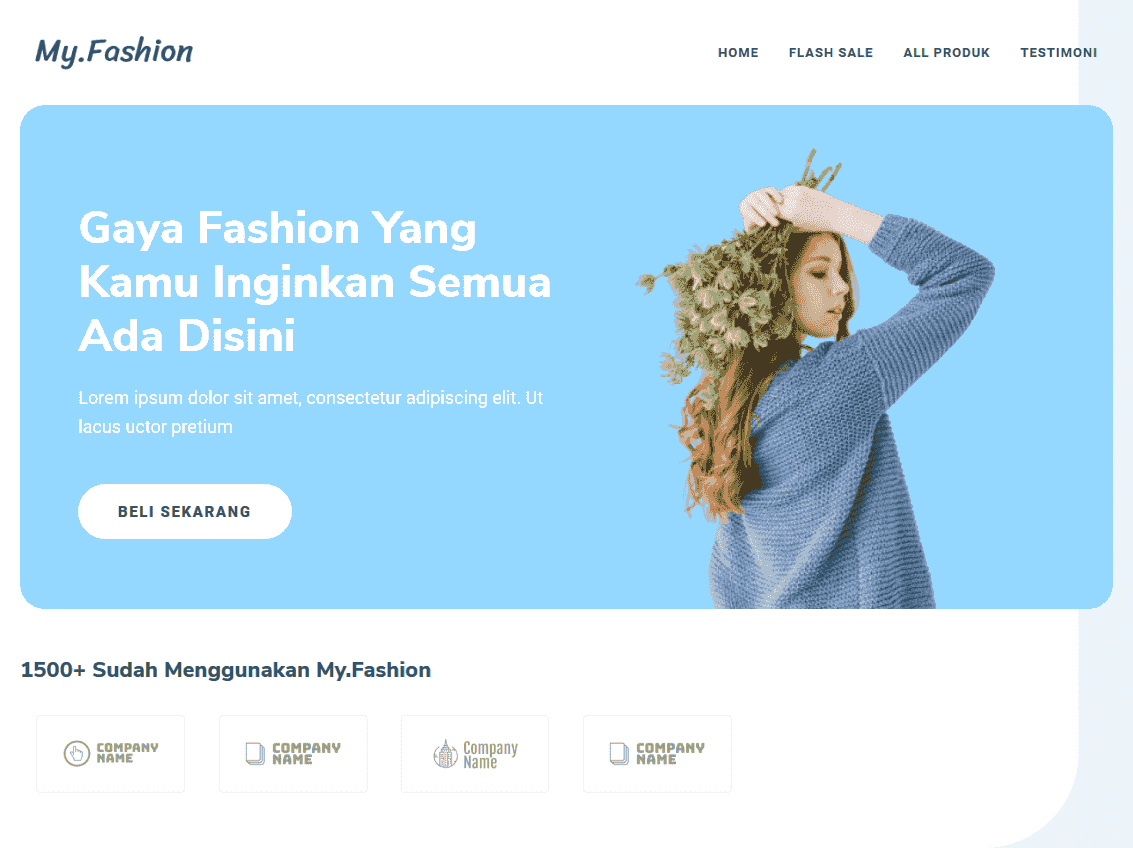 My.Fashion
HOME FLASH SALE ALL PRODUK TESTIMONI
Gaya Fashion Yang
Kamu Inginkan Semua
Ada Disini
Lorem ipsum dolor sit amet, consectetur adipiscing elit. Ut
lacus uctor pretium
BELI SEKARANG
1500+ Sudah Menggunakan My.Fashion
COMPANY
NAME
COMPANY
NAME
Company
Name
COMPANY
NAME